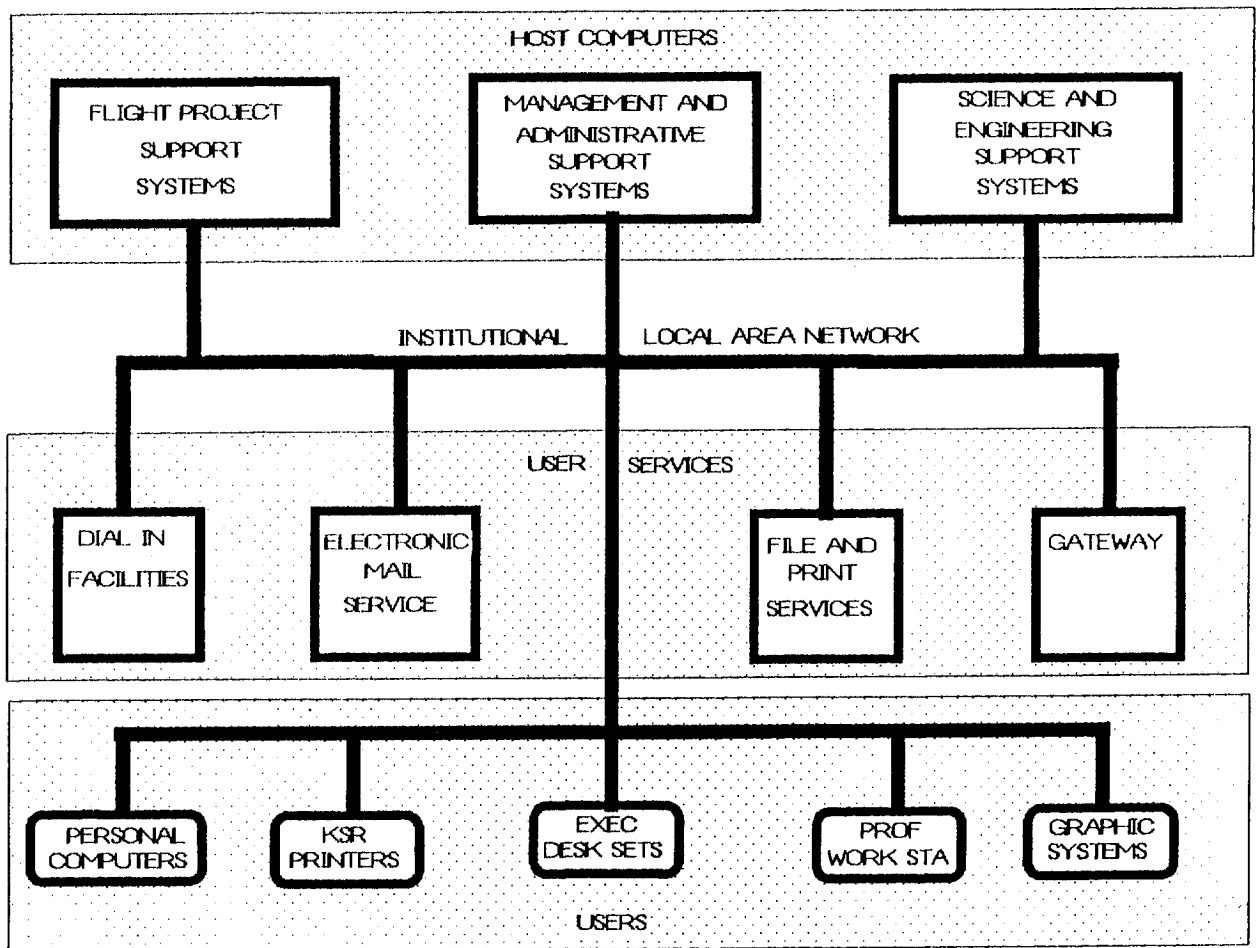 HOST COMPUTERS
FLIGHT PROJECT
SUPPORT
SYSTEMS
MANAGEMENT AND
ADMINISTRATIVE
SUPPORT
SYSTEMS
SCIENCE AND
ENGINEERING
SUPPORT
SYSTEMS
INSTITUTIONAL LOCAL AREA NETWORK
USER SERVICES
DIAL IN
FACILITIES
ELECTRONIC
MAIL
SERVICE
FILE AND
PRINT
SERVICES
GATEWAY
PERSONAL
COMPUTERS
KSR
PRINTERS
EXEC
DESK SETS
PROF
WORK STA
GRAPHIC
SYSTEMS
USERS